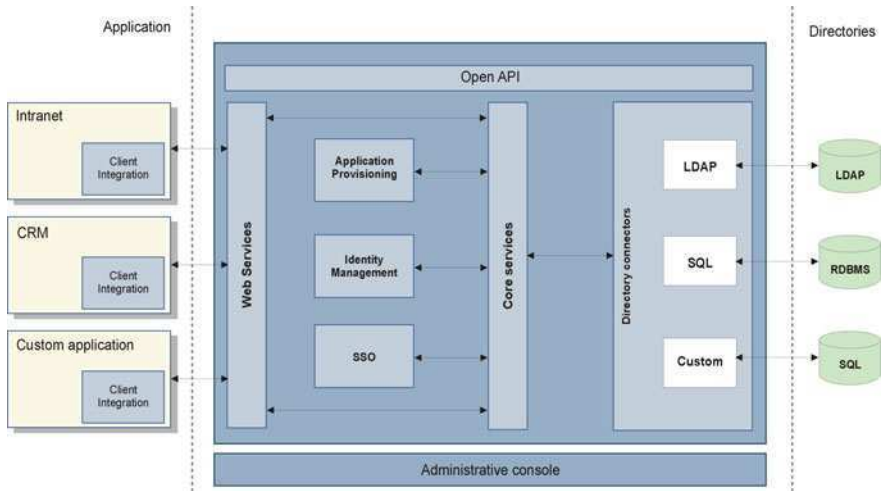 Application
Directories
Open API
Intranet
Client
Integration
CRM
Client
Integration
Custom application
Client
Integration
Web Services
Application
Provisioning
Identity
Management
SSO
Core services
Directory connectors
LDAP
SQL
Custom
LDAP
RDBMS
SQL
Administrative console